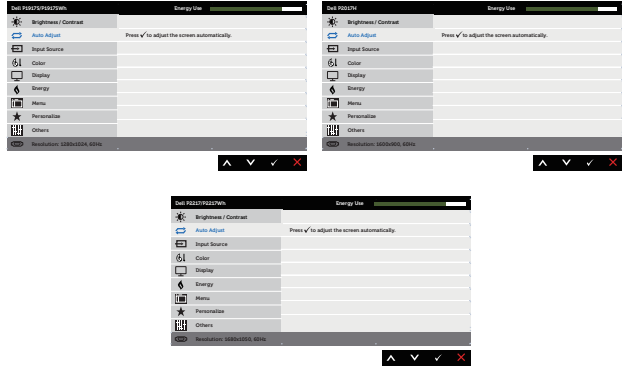 Dell P1917S/P1917SWh Energy Use
Brightness / Contrast
Auto Adjust Press ✓ to adjust the screen automatically.
Input Source
Color
Display
Energy
Menu
Personalize
Others
Resolution: 1280x1024, 60Hz
Dell P2017H Energy Use
Brightness / Contrast
Auto Adjust Press ✓ to adjust the screen automatically.
Input Source
Color
Display
Energy
Menu
Personalize
Others
Resolution: 1600x900, 60Hz
Dell P2217/P2217Wh Energy Use
Brightness / Contrast
Auto Adjust Press ✓ to adjust the screen automatically.
Input Source
Color
Display
Energy
Menu
Personalize
Others
Resolution: 1680x1050, 60Hz